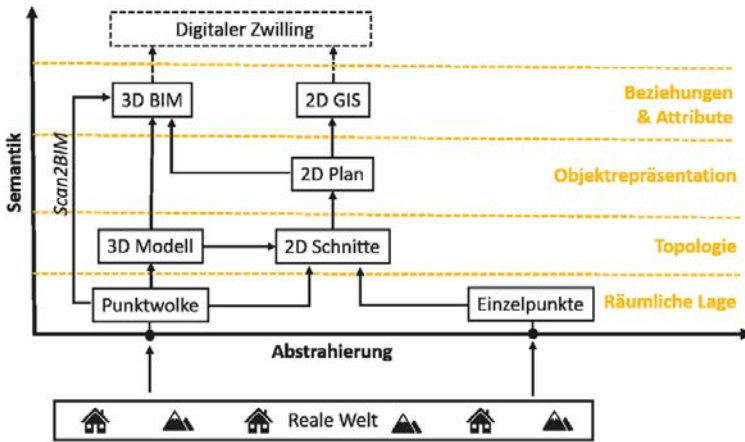 Digitaler Zwilling
3D BIM
2D GIS
Beziehungen
& Attribute
Semantik
Scan2BIM
2D Plan
Objektrepräsentation
3D Modell
2D Schnitte
Topologie
Punktwolke
Einzelpunkte
Räumliche Lage
Abstrahierung
Reale Welt